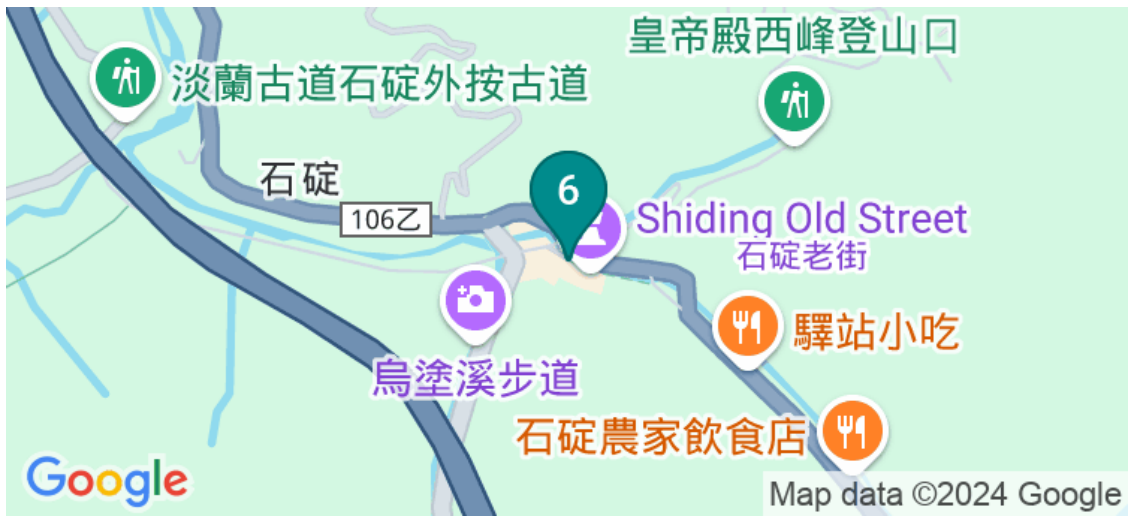 皇帝殿西峰登山口
淡蘭古道石碇外按古道
石碇
6
106乙
Shiding Old Street
石碇老街
烏塗溪步道
驛站小吃
石碇農家飲食店
Google
Map data ©2024 Google